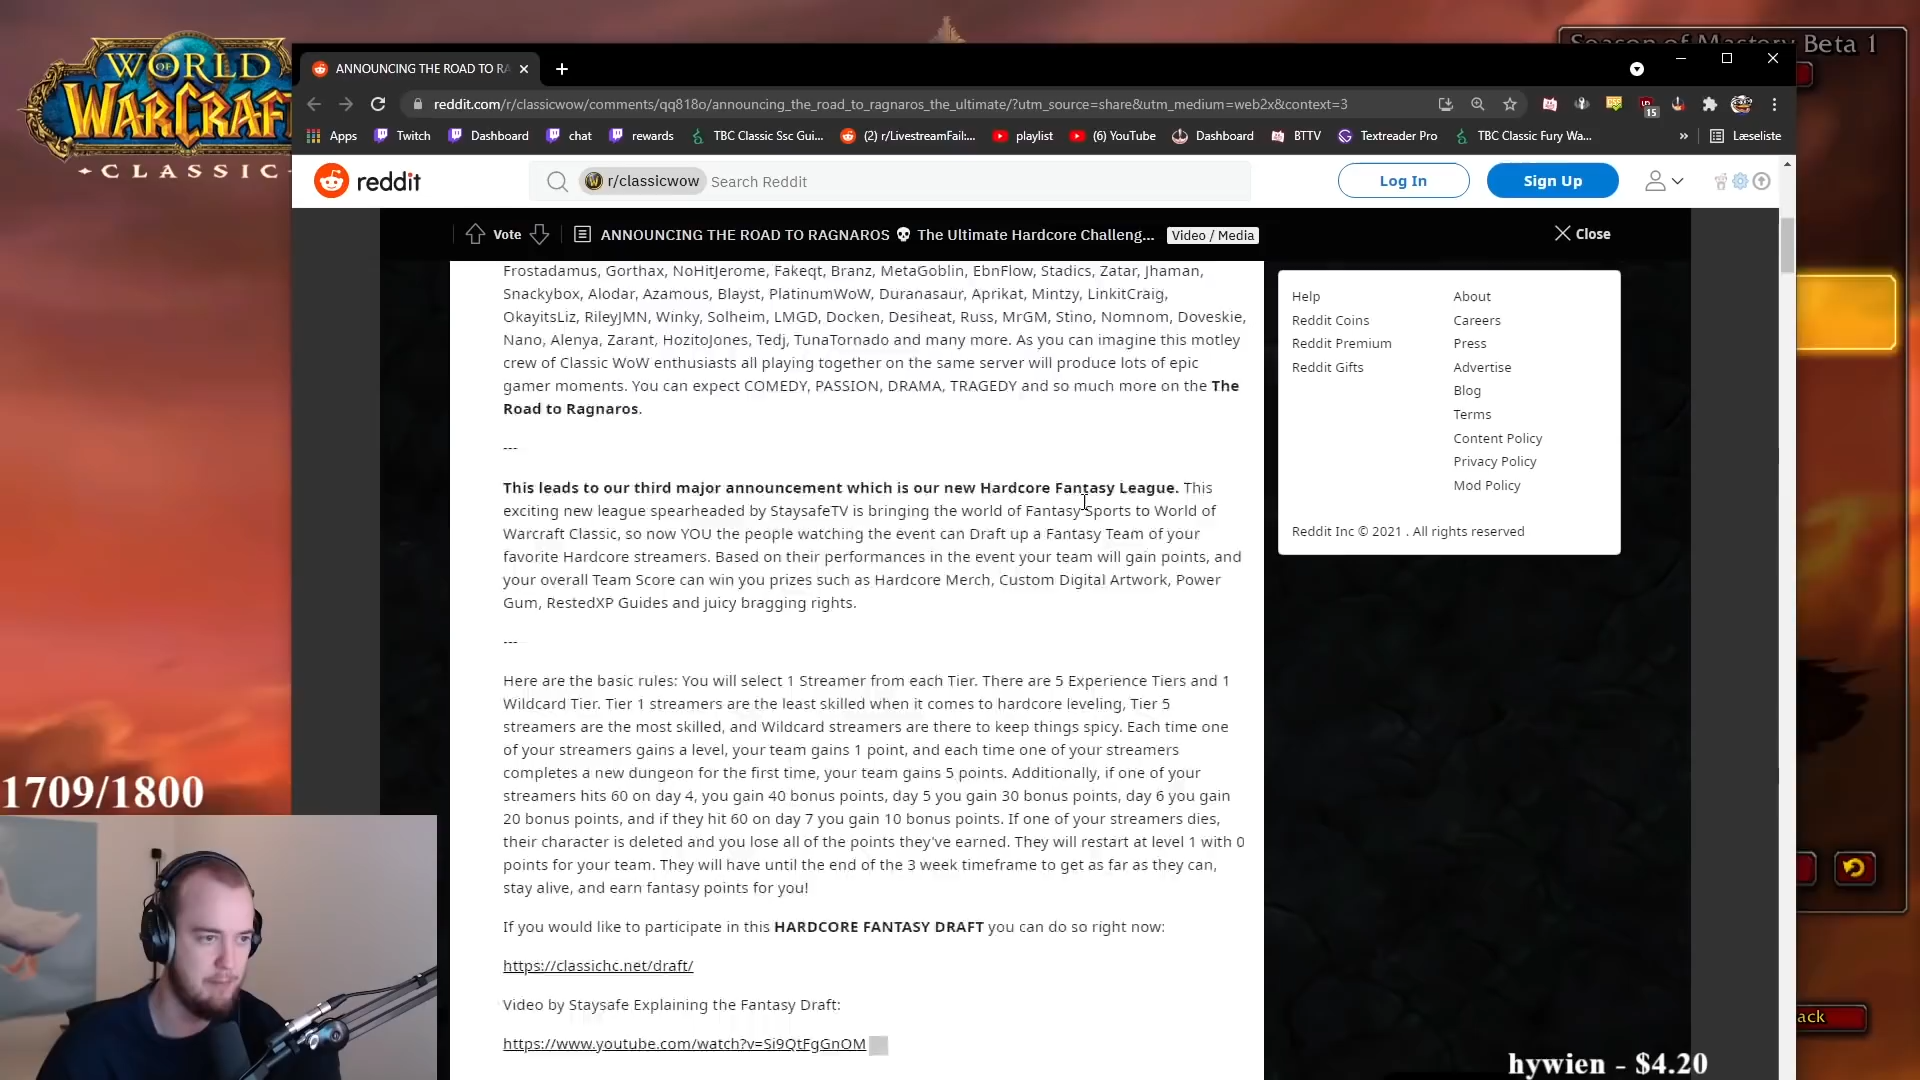 WORLD
OF
WARCRAFT
CLASSIC
Season of Mastery Beta 1
ANNOUNCING THE ROAD TO RA
reddit.com/r/classicwow/comments/qq818o/announcing_the_road_to_ragnaros_the_ultimate/?utm_source=share&utm_medium=web2x&context=3
15
Apps Twitch Dashboard chat rewards TBC Classic Ssc Gui... (2) r/LivestreamFail:... playlist (6) YouTube Dashboard BTTV Textreader Pro TBC Classic Fury Wa... » Læseliste
reddit r/classicwow Search Reddit Log In Sign Up
Vote ANNOUNCING THE ROAD TO RAGNAROS 💀 The Ultimate Hardcore Challeng... Video / Media Close
Frostadamus, Gorthax, NoHitJerome, Fakeqt, Branz, MetaGoblin, EbnFlow, Stadics, Zatar, Jhaman,
Snackybox, Alodar, Azamous, Blayst, PlatinumWoW, Duranasaur, Aprikat, Mintzy, LinkitCraig,
OkayitsLiz, RileyJMN, Winky, Solheim, LMGD, Docken, Desiheat, Russ, MrGM, Stino, Nomnom, Doveskie,
Nano, Alenya, Zarant, HozitoJones, Tedj, TunaTornado and many more. As you can imagine this motley
crew of Classic WoW enthusiasts all playing together on the same server will produce lots of epic
gamer moments. You can expect COMEDY, PASSION, DRAMA, TRAGEDY and so much more on the The
Road to Ragnaros.
---
This leads to our third major announcement which is our new Hardcore Fantasy League. This
exciting new league spearheaded by StaysafeTV is bringing the world of Fantasy Sports to World of
Warcraft Classic, so now YOU the people watching the event can Draft up a Fantasy Team of your
favorite Hardcore streamers. Based on their performances in the event your team will gain points, and
your overall Team Score can win you prizes such as Hardcore Merch, Custom Digital Artwork, Power
Gum, RestedXP Guides and juicy bragging rights.
---
Here are the basic rules: You will select 1 Streamer from each Tier. There are 5 Experience Tiers and 1
Wildcard Tier. Tier 1 streamers are the least skilled when it comes to hardcore leveling, Tier 5
streamers are the most skilled, and Wildcard streamers are there to keep things spicy. Each time one
of your streamers gains a level, your team gains 1 point, and each time one of your streamers
completes a new dungeon for the first time, your team gains 5 points. Additionally, if one of your
streamers hits 60 on day 4, you gain 40 bonus points, day 5 you gain 30 bonus points, day 6 you gain
20 bonus points, and if they hit 60 on day 7 you gain 10 bonus points. If one of your streamers dies,
their character is deleted and you lose all of the points they've earned. They will restart at level 1 with 0
points for your team. They will have until the end of the 3 week timeframe to get as far as they can,
stay alive, and earn fantasy points for you!
If you would like to participate in this HARDCORE FANTASY DRAFT you can do so right now:
https://classichc.net/draft/
Video by Staysafe Explaining the Fantasy Draft:
https://www.youtube.com/watch?v=Si9QtFgGnOM
Help About
Reddit Coins Careers
Reddit Premium Press
Reddit Gifts Advertise
Blog
Terms
Content Policy
Privacy Policy
Mod Policy
Reddit Inc © 2021 . All rights reserved
1709/1800
ack
hywien - $4.20